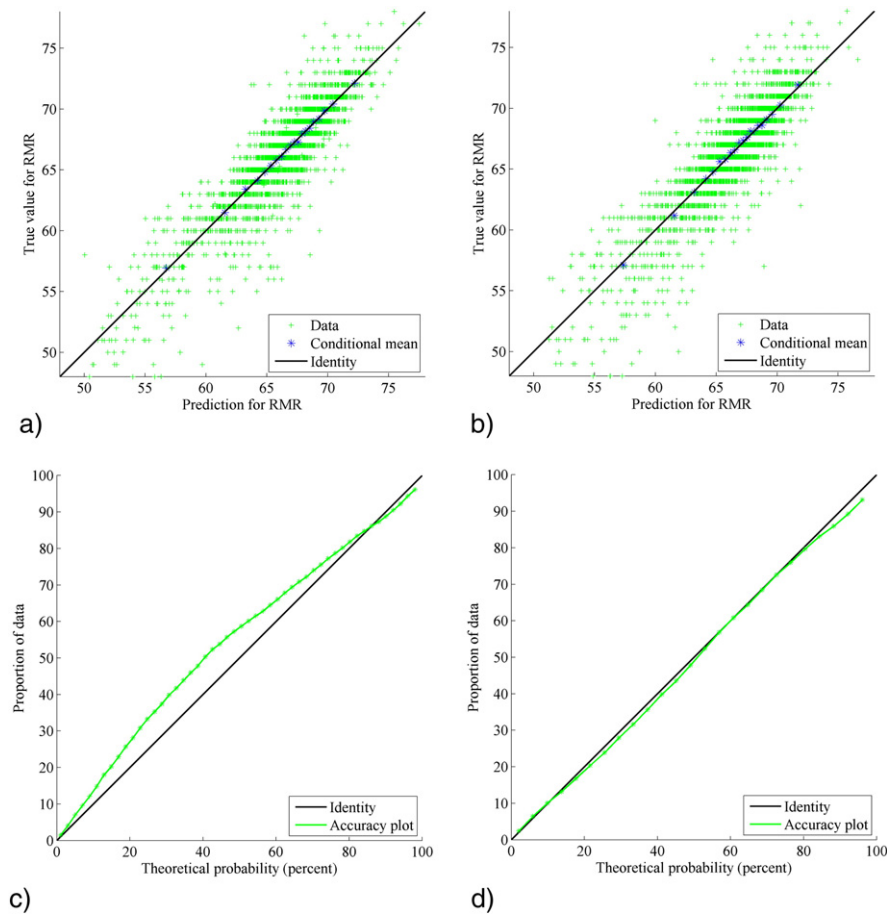 75
70
65
60
55
50
True value for RMR
50
55
60
65
70
75
Prediction for RMR
Data
Conditional mean
Identity
a)
75
70
65
60
55
50
True value for RMR
50
55
60
65
70
75
Prediction for RMR
Data
Conditional mean
Identity
b)
100
90
80
70
60
50
40
30
20
10
0
Proportion of data
0
20
40
60
80
100
Theoretical probability (percent)
Identity
Accuracy plot
c)
100
90
80
70
60
50
40
30
20
10
0
Proportion of data
0
20
40
60
80
100
Theoretical probability (percent)
Identity
Accuracy plot
d)